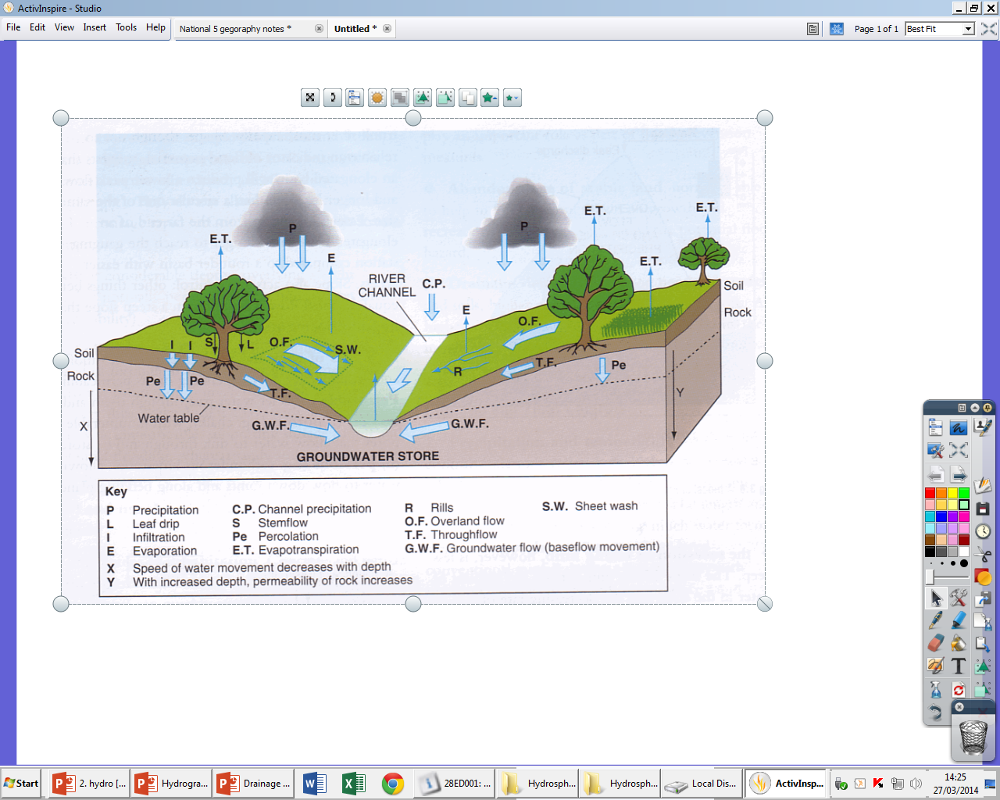 ActivInspire - Studio
File Edit View Insert Tools Help
National 5 gegoraphy notes *
Untitled *
Page 1 of 1
Best Fit
P
P
E.T.
E.T.
E.T.
E.T.
E
RIVER
CHANNEL
C.P.
E
Soil
Rock
O.F.
I I S L O.F. S.W.
Soil
Rock
Pe Pe
T.F.
R
T.F.
Pe
Y
Water table
X
G.W.F.
G.W.F.
GROUNDWATER STORE
Key
P Precipitation
L Leaf drip
I Infiltration
E Evaporation
C.P. Channel precipitation
S Stemflow
Pe Percolation
E.T. Evapotranspiration
R Rills
O.F. Overland flow
T.F. Throughflow
G.W.F. Groundwater flow (baseflow movement)
S.W. Sheet wash
X Speed of water movement decreases with depth
Y With increased depth, permeability of rock increases
Start
2. hydro [...
Hydrogra...
Drainage ...
28ED001: ...
Hydrosph...
Hydrosph...
Local Dis...
ActivInsp...
14:25
27/03/2014